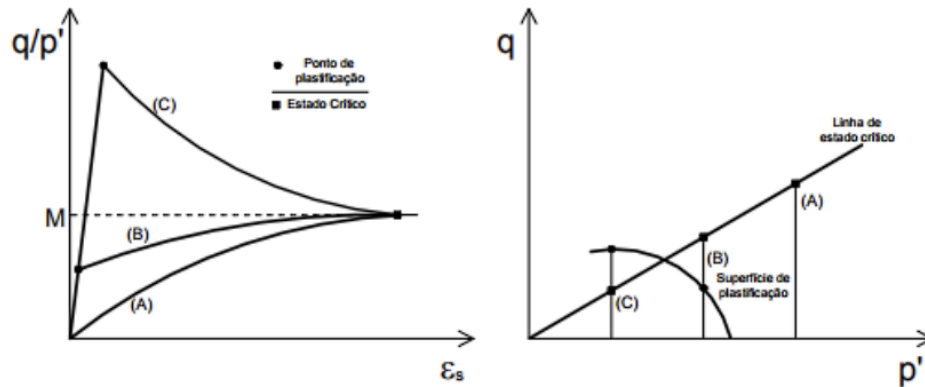 q/p'
Ponto de
plastificação
Estado Crítico
(C)
M
(B)
(A)
εs
q
Linha de
estado crítico
(A)
(B)
Superfície de
plastificação
(C)
p'